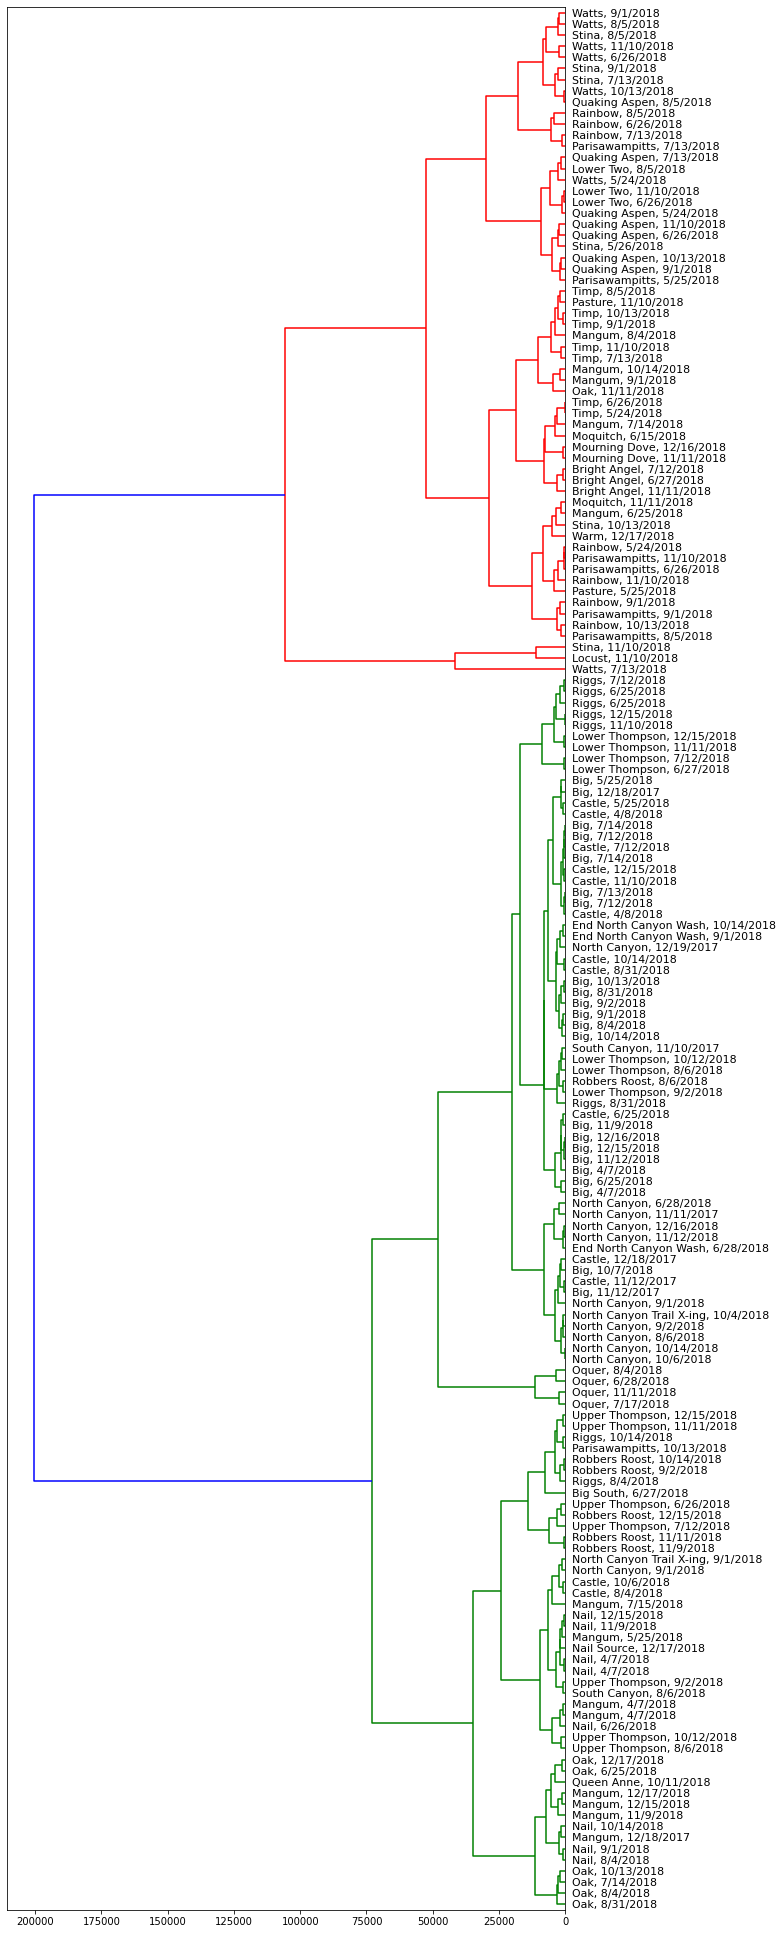 Watts, 9/1/2018
Watts, 8/5/2018
Stina, 8/5/2018
Watts, 11/10/2018
Watts, 6/26/2018
Stina, 9/1/2018
Stina, 7/13/2018
Watts, 10/13/2018
Quaking Aspen, 8/5/2018
Rainbow, 8/5/2018
Rainbow, 6/26/2018
Rainbow, 7/13/2018
Parisawampitts, 7/13/2018
Quaking Aspen, 7/13/2018
Lower Two, 8/5/2018
Watts, 5/24/2018
Lower Two, 11/10/2018
Lower Two, 6/26/2018
Quaking Aspen, 5/24/2018
Quaking Aspen, 11/10/2018
Quaking Aspen, 6/26/2018
Stina, 5/26/2018
Quaking Aspen, 10/13/2018
Quaking Aspen, 9/1/2018
Parisawampitts, 5/25/2018
Timp, 8/5/2018
Pasture, 11/10/2018
Timp, 10/13/2018
Timp, 9/1/2018
Mangum, 8/4/2018
Timp, 11/10/2018
Timp, 7/13/2018
Mangum, 10/14/2018
Mangum, 9/1/2018
Oak, 11/11/2018
Timp, 6/26/2018
Timp, 5/24/2018
Mangum, 7/14/2018
Moquitch, 6/15/2018
Mourning Dove, 12/16/2018
Mourning Dove, 11/11/2018
Bright Angel, 7/12/2018
Bright Angel, 6/27/2018
Bright Angel, 11/11/2018
Moquitch, 11/11/2018
Mangum, 6/25/2018
Stina, 10/13/2018
Warm, 12/17/2018
Rainbow, 5/24/2018
Parisawampitts, 11/10/2018
Parisawampitts, 6/26/2018
Rainbow, 11/10/2018
Pasture, 5/25/2018
Rainbow, 9/1/2018
Parisawampitts, 9/1/2018
Rainbow, 10/13/2018
Parisawampitts, 8/5/2018
Stina, 11/10/2018
Locust, 11/10/2018
Watts, 7/13/2018
Riggs, 7/12/2018
Riggs, 6/25/2018
Riggs, 6/25/2018
Riggs, 12/15/2018
Riggs, 11/10/2018
Lower Thompson, 12/15/2018
Lower Thompson, 11/11/2018
Lower Thompson, 7/12/2018
Lower Thompson, 6/27/2018
Big, 5/25/2018
Big, 12/18/2017
Castle, 5/25/2018
Castle, 4/8/2018
Big, 7/14/2018
Big, 7/12/2018
Castle, 7/12/2018
Big, 7/14/2018
Castle, 12/15/2018
Castle, 11/10/2018
Big, 7/13/2018
Big, 7/12/2018
Castle, 4/8/2018
End North Canyon Wash, 10/14/2018
End North Canyon Wash, 9/1/2018
North Canyon, 12/19/2017
Castle, 10/14/2018
Castle, 8/31/2018
Big, 10/13/2018
Big, 8/31/2018
Big, 9/2/2018
Big, 9/1/2018
Big, 8/4/2018
Big, 10/14/2018
South Canyon, 11/10/2017
Lower Thompson, 10/12/2018
Lower Thompson, 8/6/2018
Robbers Roost, 8/6/2018
Lower Thompson, 9/2/2018
Riggs, 8/31/2018
Castle, 6/25/2018
Big, 11/9/2018
Big, 12/16/2018
Big, 12/15/2018
Big, 11/12/2018
Big, 4/7/2018
Big, 6/25/2018
Big, 4/7/2018
North Canyon, 6/28/2018
North Canyon, 11/11/2017
North Canyon, 12/16/2018
North Canyon, 11/12/2018
End North Canyon Wash, 6/28/2018
Castle, 12/18/2017
Big, 10/7/2018
Castle, 11/12/2017
Big, 11/12/2017
North Canyon, 9/1/2018
North Canyon Trail X-ing, 10/4/2018
North Canyon, 9/2/2018
North Canyon, 8/6/2018
North Canyon, 10/14/2018
North Canyon, 10/6/2018
Oquer, 8/4/2018
Oquer, 6/28/2018
Oquer, 11/11/2018
Oquer, 7/17/2018
Upper Thompson, 12/15/2018
Upper Thompson, 11/11/2018
Riggs, 10/14/2018
Parisawampitts, 10/13/2018
Robbers Roost, 10/14/2018
Robbers Roost, 9/2/2018
Riggs, 8/4/2018
Big South, 6/27/2018
Upper Thompson, 6/26/2018
Robbers Roost, 12/15/2018
Upper Thompson, 7/12/2018
Robbers Roost, 11/11/2018
Robbers Roost, 11/9/2018
North Canyon Trail X-ing, 9/1/2018
North Canyon, 9/1/2018
Castle, 10/6/2018
Castle, 8/4/2018
Mangum, 7/15/2018
Nail, 12/15/2018
Nail, 11/9/2018
Mangum, 5/25/2018
Nail Source, 12/17/2018
Nail, 4/7/2018
Nail, 4/7/2018
Upper Thompson, 9/2/2018
South Canyon, 8/6/2018
Mangum, 4/7/2018
Mangum, 4/7/2018
Nail, 6/26/2018
Upper Thompson, 10/12/2018
Upper Thompson, 8/6/2018
Oak, 12/17/2018
Oak, 6/25/2018
Queen Anne, 10/11/2018
Mangum, 12/17/2018
Mangum, 12/15/2018
Mangum, 11/9/2018
Nail, 10/14/2018
Mangum, 12/18/2017
Nail, 9/1/2018
Nail, 8/4/2018
Oak, 10/13/2018
Oak, 7/14/2018
Oak, 8/4/2018
Oak, 8/31/2018
200000 175000 150000 125000 100000 75000 50000 25000 0